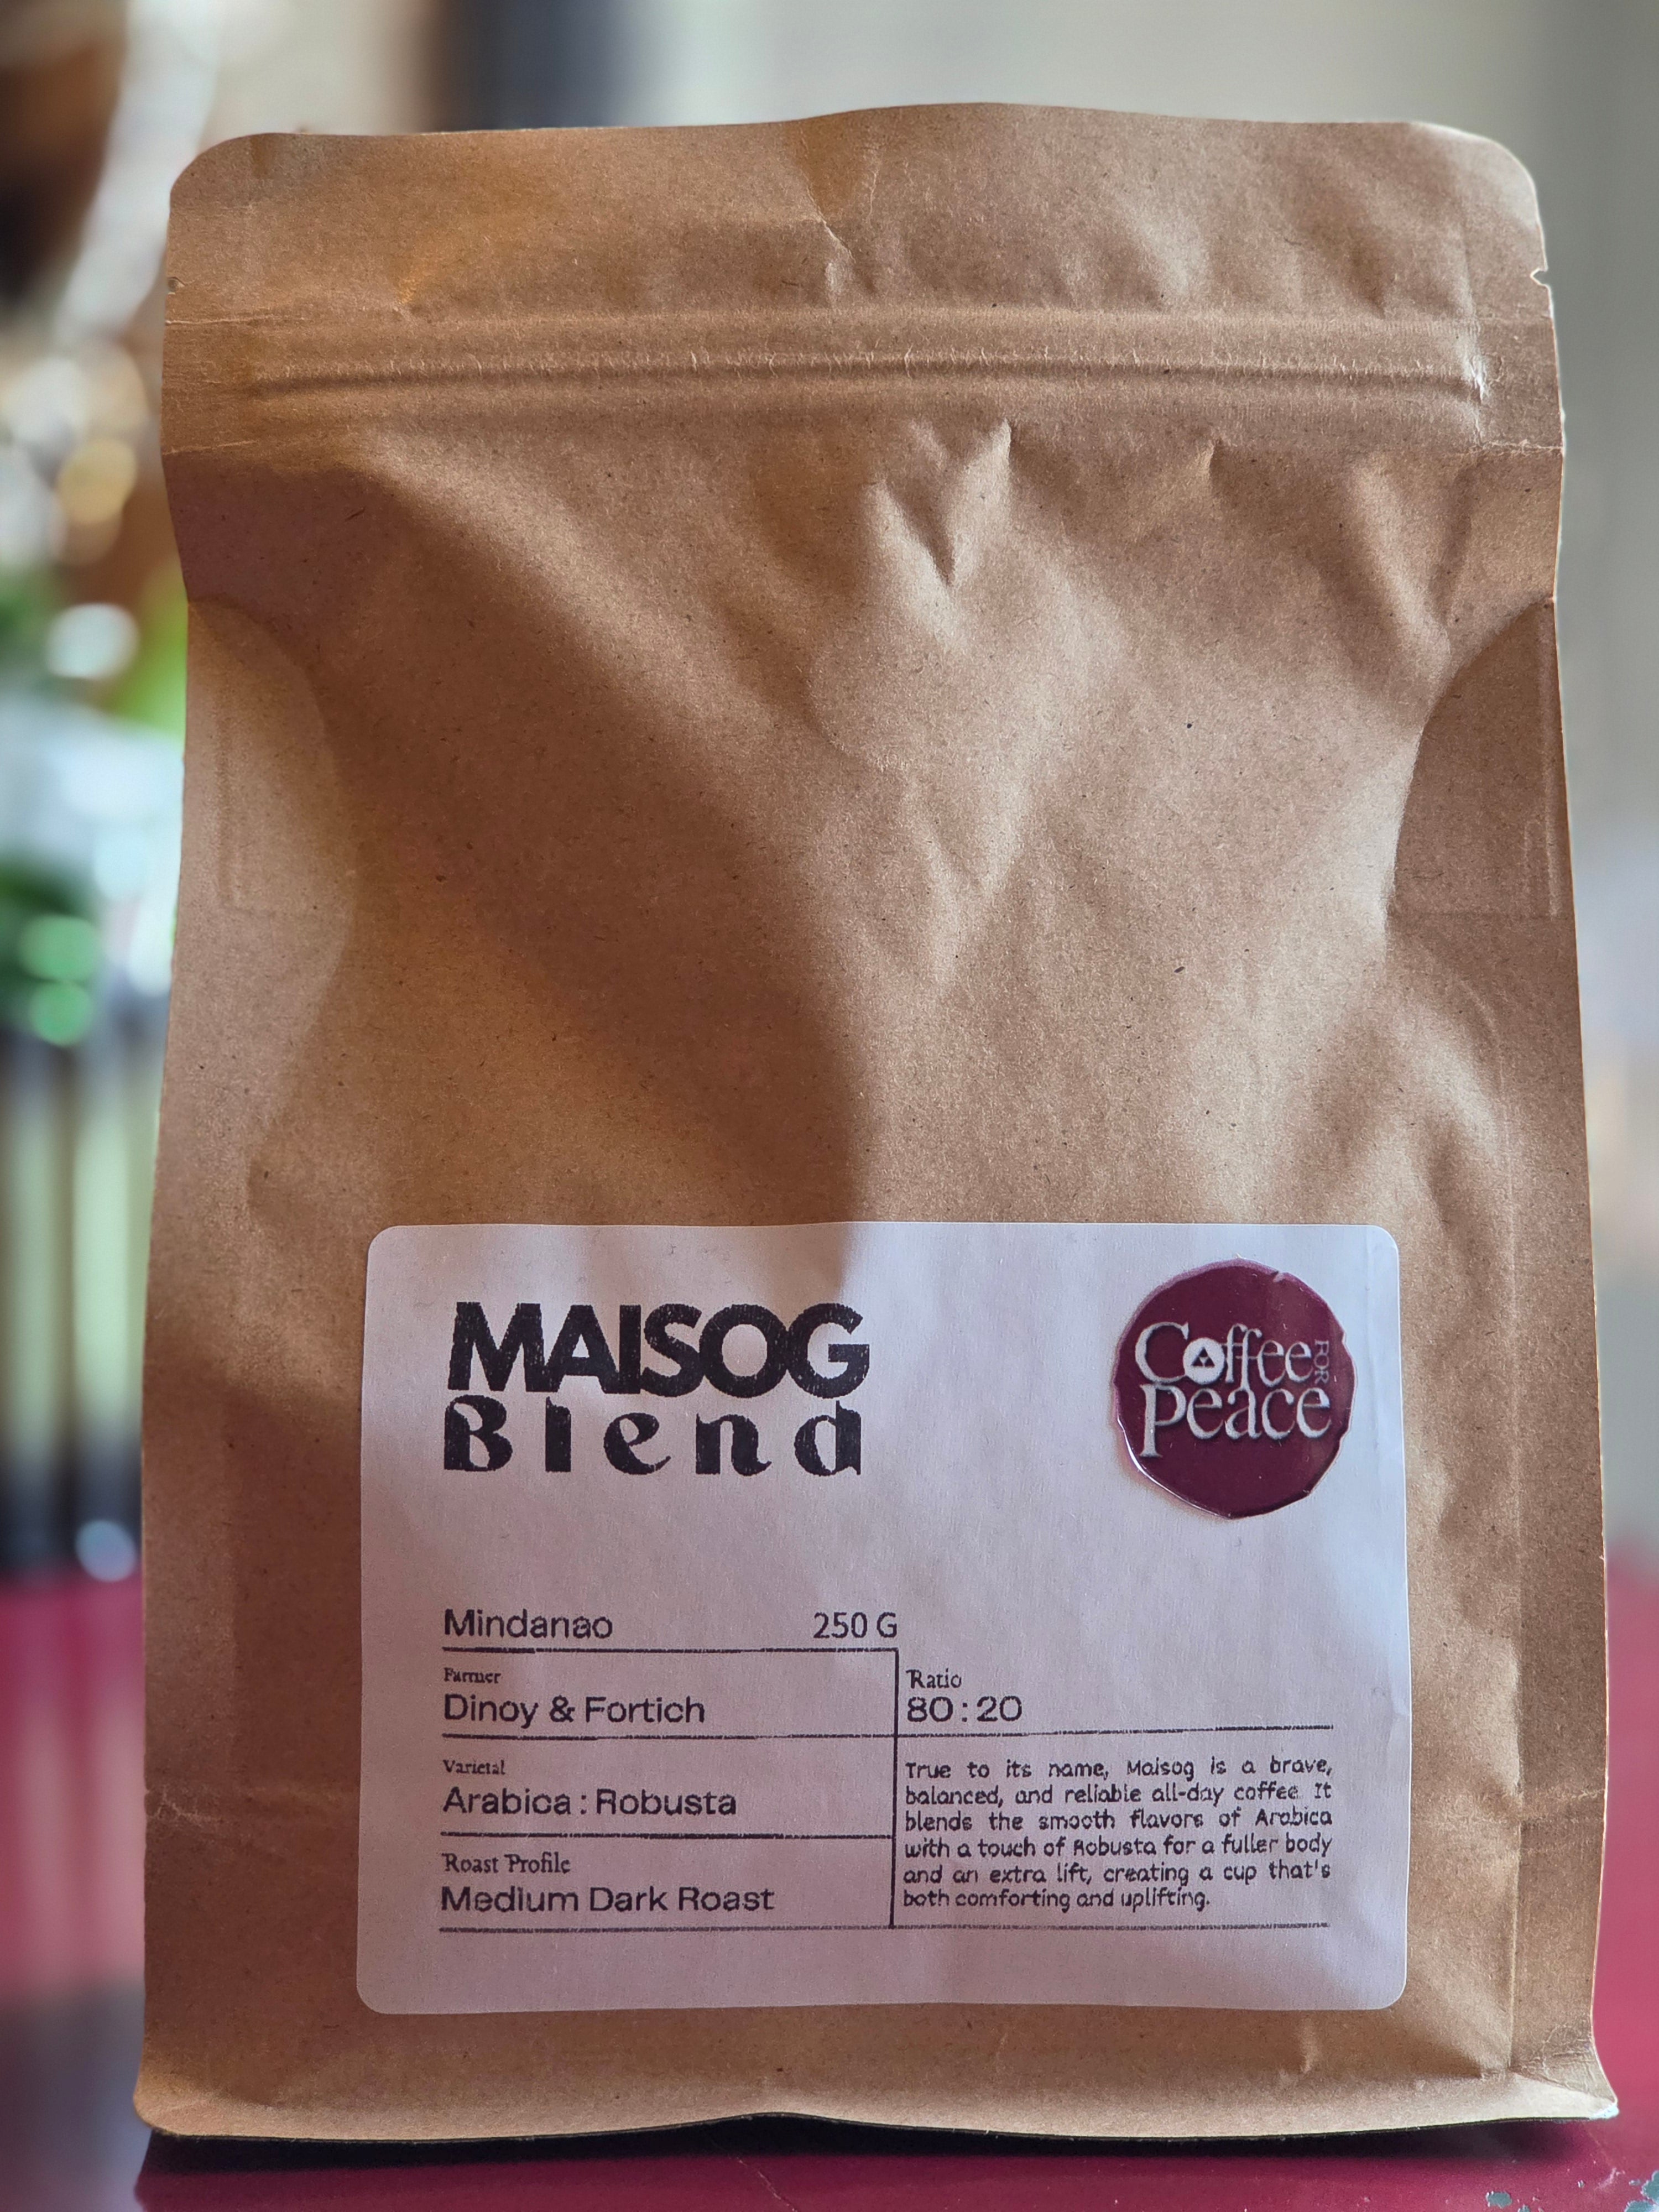 MAISOG
Blend
Coffee FOR
Peace
Mindanao 250 G
Farmer
Dinoy & Fortich
Ratio
80 : 20
Varietal
Arabica : Robusta
Roast Profile
Medium Dark Roast
True to its name, Maisog is a brave,
balanced, and reliable all-day coffee. It
blends the smooth flavors of Arabica
with a touch of Robusta for a fuller body
and an extra lift, creating a cup that's
both comforting and uplifting.